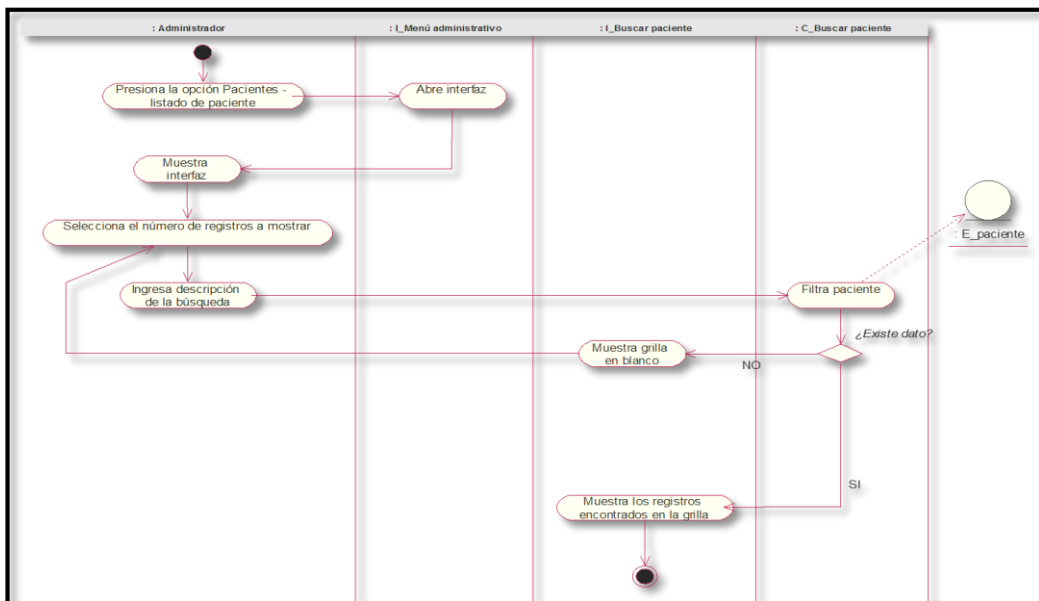 : Administrador
: I_Menú administrativo
: I_Buscar paciente
: C_Buscar paciente
Presiona la opción Pacientes -
listado de paciente
Abre interfaz
Muestra
interfaz
Selecciona el número de registros a mostrar
: E_paciente
Ingresa descripción
de la búsqueda
Filtra paciente
¿Existe dato?
Muestra grilla
en blanco
NO
SI
Muestra los registros
encontrados en la grilla